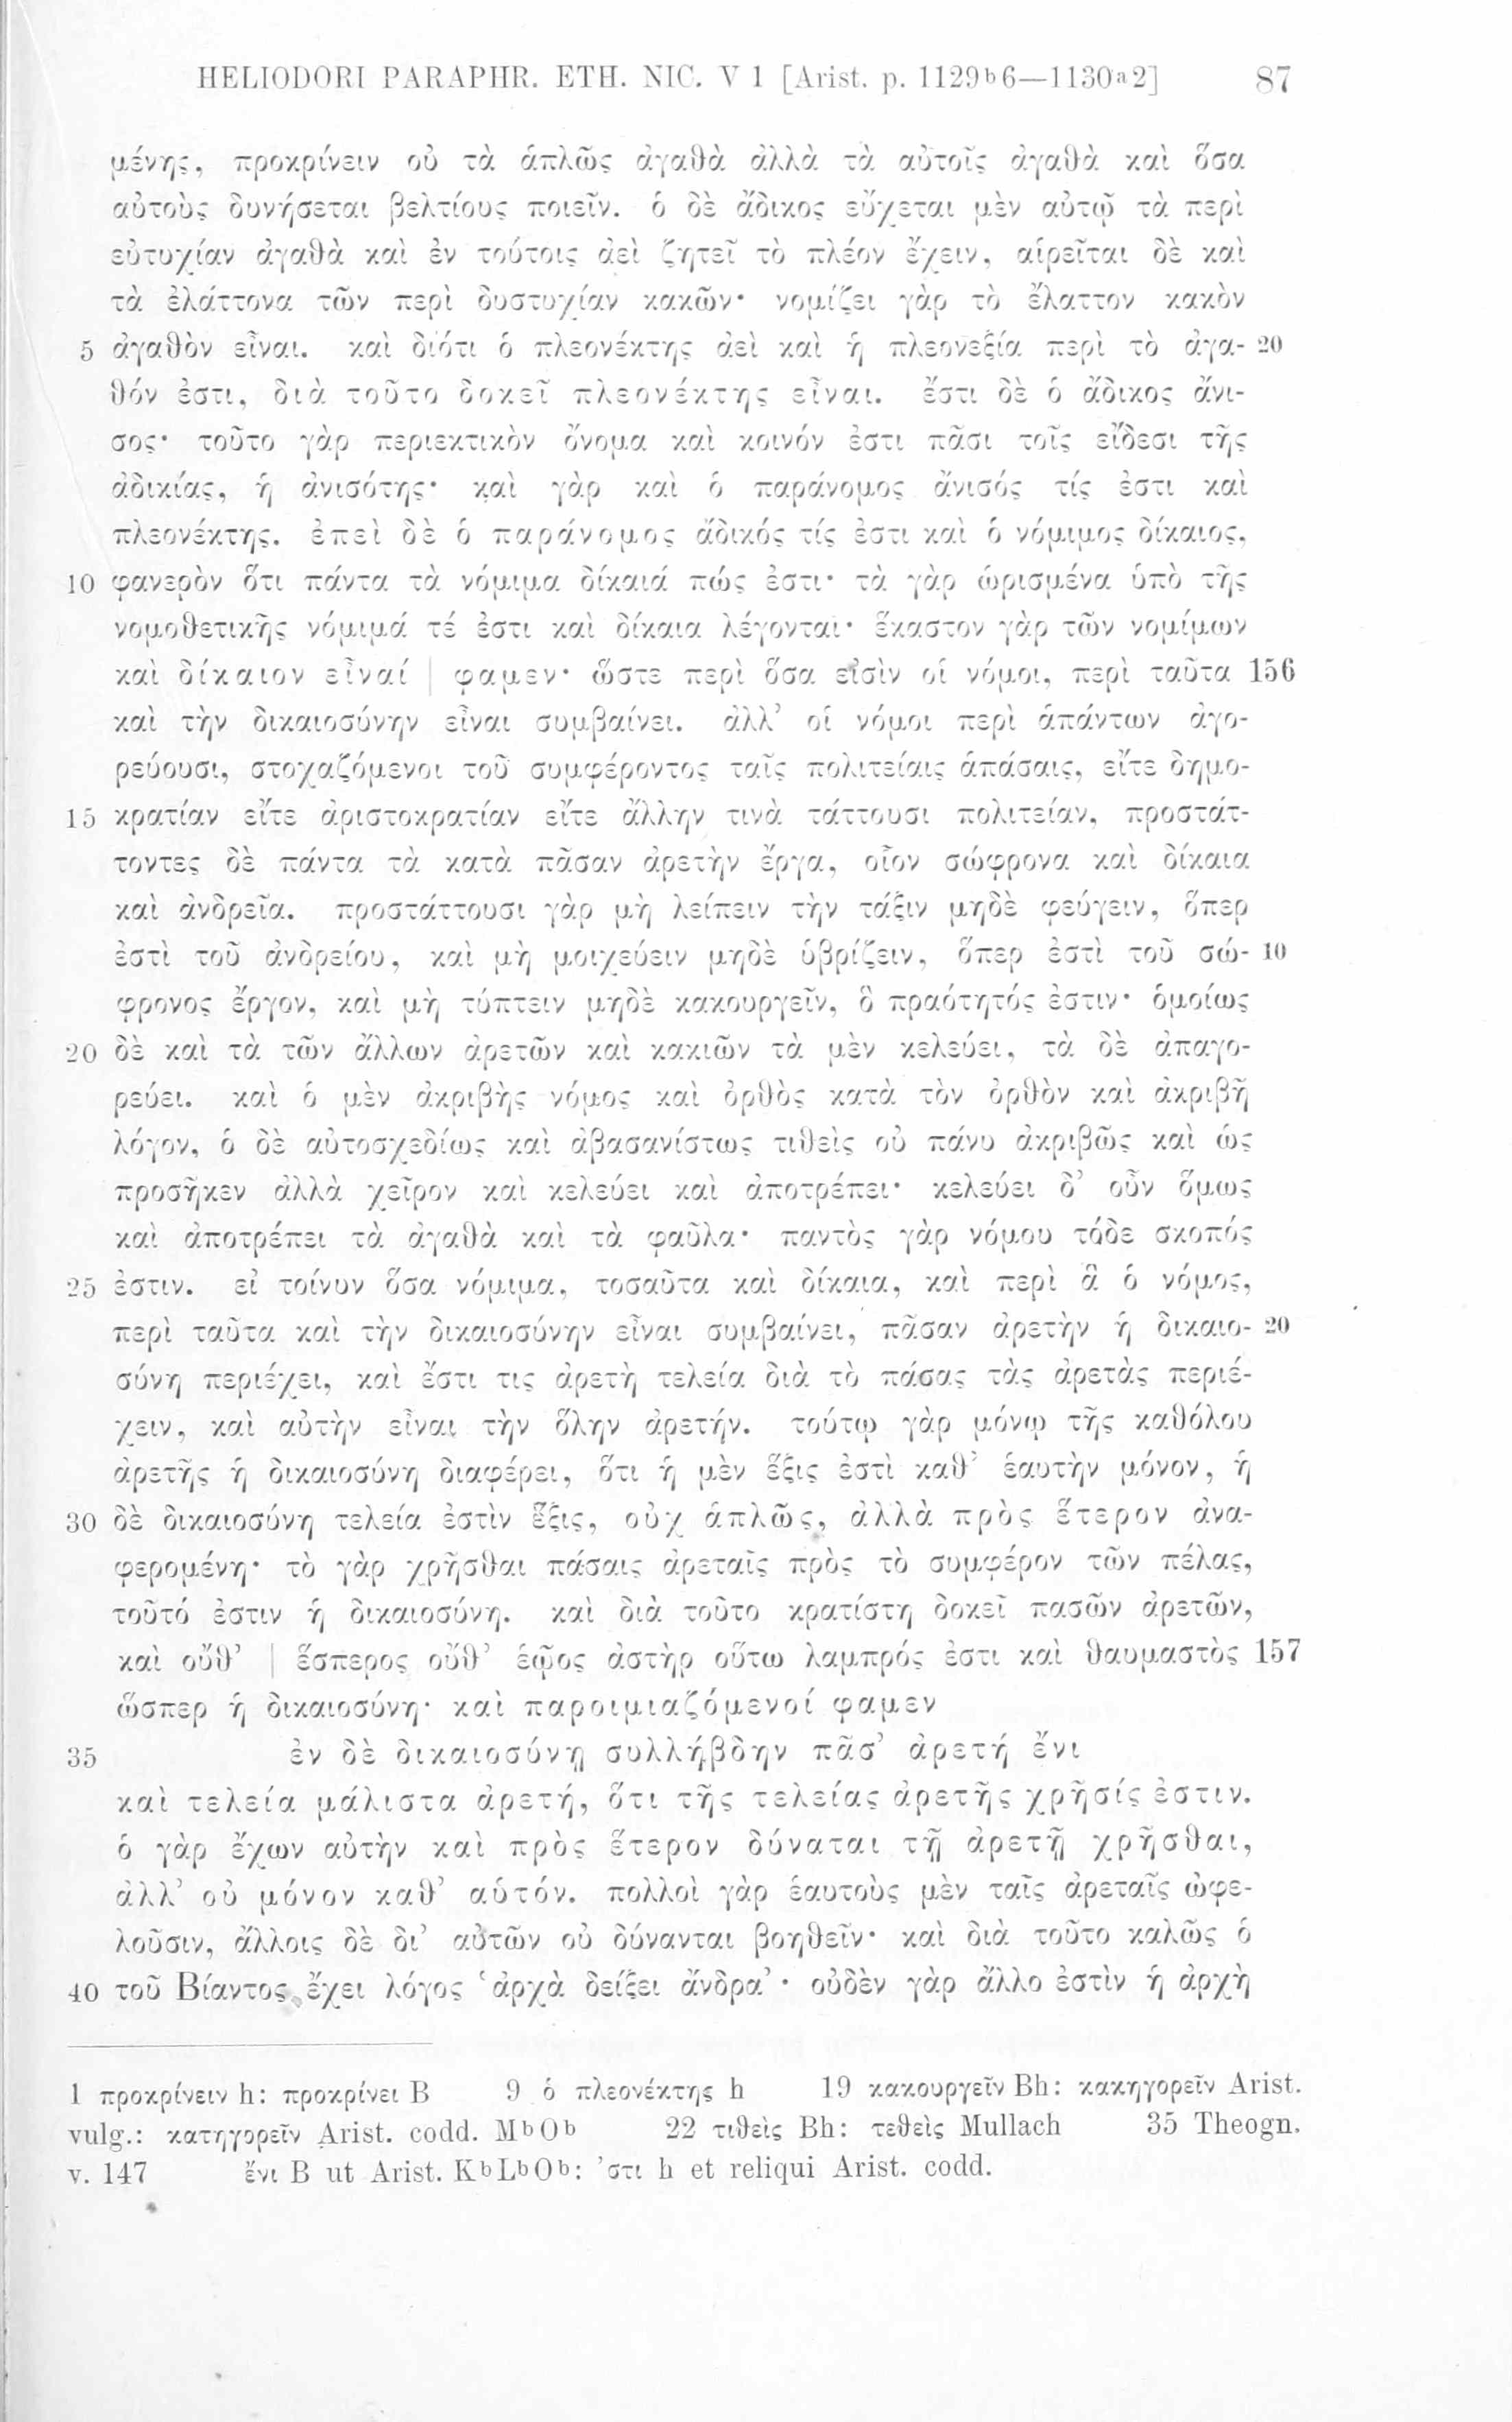 HELIODORI PARAPHR. ETH. NIC. V 1 [Arist. p. 1129b6—1130a2] 87
μένης, προκρίνειν οὐ τὰ ἁπλῶς ἀγαθὰ ἀλλὰ τὰ αὐτοῖς ἀγαθὰ καὶ ὅσα
αὐτοὺς δυνήσεται βελτίους ποιεῖν. ὁ δὲ ἄδικος εὔχεται μὲν αὐτῷ τὰ περὶ
εὐτυχίαν ἀγαθὰ καὶ ἐν τούτοις ἀεὶ ζητεῖ τὸ πλέον ἔχειν, αἱρεῖται δὲ καὶ
τὰ ἐλάττονα τῶν περὶ δυστυχίαν κακῶν· νομίζει γὰρ τὸ ἔλαττον κακὸν
5 ἀγαθὸν εἶναι. καὶ διότι ὁ πλεονέκτης ἀεὶ καὶ ἡ πλεονεξία περὶ τὸ ἀγα- 20
θόν ἐστι, διὰ τοῦτο δοκεῖ πλεονέκτης εἶναι. ἔστι δὲ ὁ ἄδικος ἄνι-
σος· τοῦτο γὰρ περιεκτικὸν ὄνομα καὶ κοινόν ἐστι πᾶσι τοῖς εἴδεσι τῆς
ἀδικίας, ἡ ἀνισότης· καὶ γὰρ καὶ ὁ παράνομος ἄνισός τίς ἐστι καὶ
πλεονέκτης. ἐπεὶ δὲ ὁ παράνομος ἄδικός τίς ἐστι καὶ ὁ νόμιμος δίκαιος,
10 φανερὸν ὅτι πάντα τὰ νόμιμα δίκαιά πώς ἐστι· τὰ γὰρ ὡρισμένα ὑπὸ τῆς
νομοθετικῆς νόμιμά τέ ἐστι καὶ δίκαια λέγονται· ἕκαστον γὰρ τῶν νομίμων
καὶ δίκαιον εἶναί | φαμεν· ὥστε περὶ ὅσα εἰσὶν οἱ νόμοι, περὶ ταῦτα 156
καὶ τὴν δικαιοσύνην εἶναι συμβαίνει. ἀλλ’ οἱ νόμοι περὶ ἁπάντων ἀγο-
ρεύουσι, στοχαζόμενοι τοῦ συμφέροντος ταῖς πολιτείαις ἁπάσαις, εἴτε δημο-
15 κρατίαν εἴτε ἀριστοκρατίαν εἴτε ἄλλην τινὰ τάττουσι πολιτείαν, προστάτ-
τοντες δὲ πάντα τὰ κατὰ πᾶσαν ἀρετὴν ἔργα, οἷον σώφρονα καὶ δίκαια
καὶ ἀνδρεῖα. προστάττουσι γὰρ μὴ λείπειν τὴν τάξιν μηδὲ φεύγειν, ὅπερ
ἐστὶ τοῦ ἀνδρείου, καὶ μὴ μοιχεύειν μηδὲ ὑβρίζειν, ὅπερ ἐστὶ τοῦ σώ- 10
φρονος ἔργον, καὶ μὴ τύπτειν μηδὲ κακουργεῖν, ὃ πραότητός ἐστιν· ὁμοίως
20 δὲ καὶ τὰ τῶν ἄλλων ἀρετῶν καὶ κακιῶν τὰ μὲν κελεύει, τὰ δὲ ἀπαγο-
ρεύει. καὶ ὁ μὲν ἀκριβὴς νόμος καὶ ὀρθὸς κατὰ τὸν ὀρθὸν καὶ ἀκριβῆ
λόγον, ὁ δὲ αὐτοσχεδίως καὶ ἀβασανίστως τιθεὶς οὐ πάνυ ἀκριβῶς καὶ ὡς
προσῆκεν ἀλλὰ χεῖρον καὶ κελεύει καὶ ἀποτρέπει· κελεύει δ’ οὖν ὅμως
καὶ ἀποτρέπει τὰ ἀγαθὰ καὶ τὰ φαῦλα· παντὸς γὰρ νόμου τόδε σκοπός
25 ἐστιν. εἰ τοίνυν ὅσα νόμιμα, τοσαῦτα καὶ δίκαια, καὶ περὶ ἃ ὁ νόμος,
περὶ ταῦτα καὶ τὴν δικαιοσύνην εἶναι συμβαίνει, πᾶσαν ἀρετὴν ἡ δικαιο- 20
σύνη περιέχει, καὶ ἔστι τις ἀρετὴ τελεία διὰ τὸ πάσας τὰς ἀρετὰς περιέ-
χειν, καὶ αὐτὴν εἶναι τὴν ὅλην ἀρετήν. τούτῳ γὰρ μόνῳ τῆς καθόλου
ἀρετῆς ἡ δικαιοσύνη διαφέρει, ὅτι ἡ μὲν ἕξις ἐστὶ καθ’ ἑαυτὴν μόνον, ἡ
30 δὲ δικαιοσύνη τελεία ἐστὶν ἕξις, οὐχ ἁπλῶς, ἀλλὰ πρὸς ἕτερον ἀνα-
φερομένη· τὸ γὰρ χρῆσθαι πάσαις ἀρεταῖς πρὸς τὸ συμφέρον τῶν πέλας,
τοῦτό ἐστιν ἡ δικαιοσύνη. καὶ διὰ τοῦτο κρατίστη δοκεῖ πασῶν ἀρετῶν,
καὶ οὔθ’ | ἕσπερος οὔθ’ ἑῷος ἀστὴρ οὕτω λαμπρός ἐστι καὶ θαυμαστὸς 157
ὥσπερ ἡ δικαιοσύνη· καὶ παροιμιαζόμενοί φαμεν
35 ἐν δὲ δικαιοσύνῃ συλλήβδην πᾶσ’ ἀρετή ἔνι
καὶ τελεία μάλιστα ἀρετή, ὅτι τῆς τελείας ἀρετῆς χρῆσίς ἐστιν.
ὁ γὰρ ἔχων αὐτὴν καὶ πρὸς ἕτερον δύναται τῇ ἀρετῇ χρῆσθαι,
ἀλλ’ οὐ μόνον καθ’ αὑτόν. πολλοὶ γὰρ ἑαυτοὺς μὲν ταῖς ἀρεταῖς ὠφε-
λοῦσιν, ἄλλοις δὲ δι’ αὐτῶν οὐ δύνανται βοηθεῖν· καὶ διὰ τοῦτο καλῶς ὁ
40 τοῦ Βίαντος ἔχει λόγος ‘ἀρχὰ δείξει ἄνδρα’· οὐδὲν γὰρ ἄλλο ἐστὶν ἡ ἀρχὴ
1 προκρίνειν h: προκρίνει B 9 ὁ πλεονέκτης h 19 κακουργεῖν Bh: κακηγορεῖν Arist.
vulg.: κατηγορεῖν Arist. codd. MbOb 22 τιθεὶς Bh: τεθεὶς Mullach 35 Theogn.
v. 147 ἔνι B ut Arist. KbLbOb: ’στι h et reliqui Arist. codd.